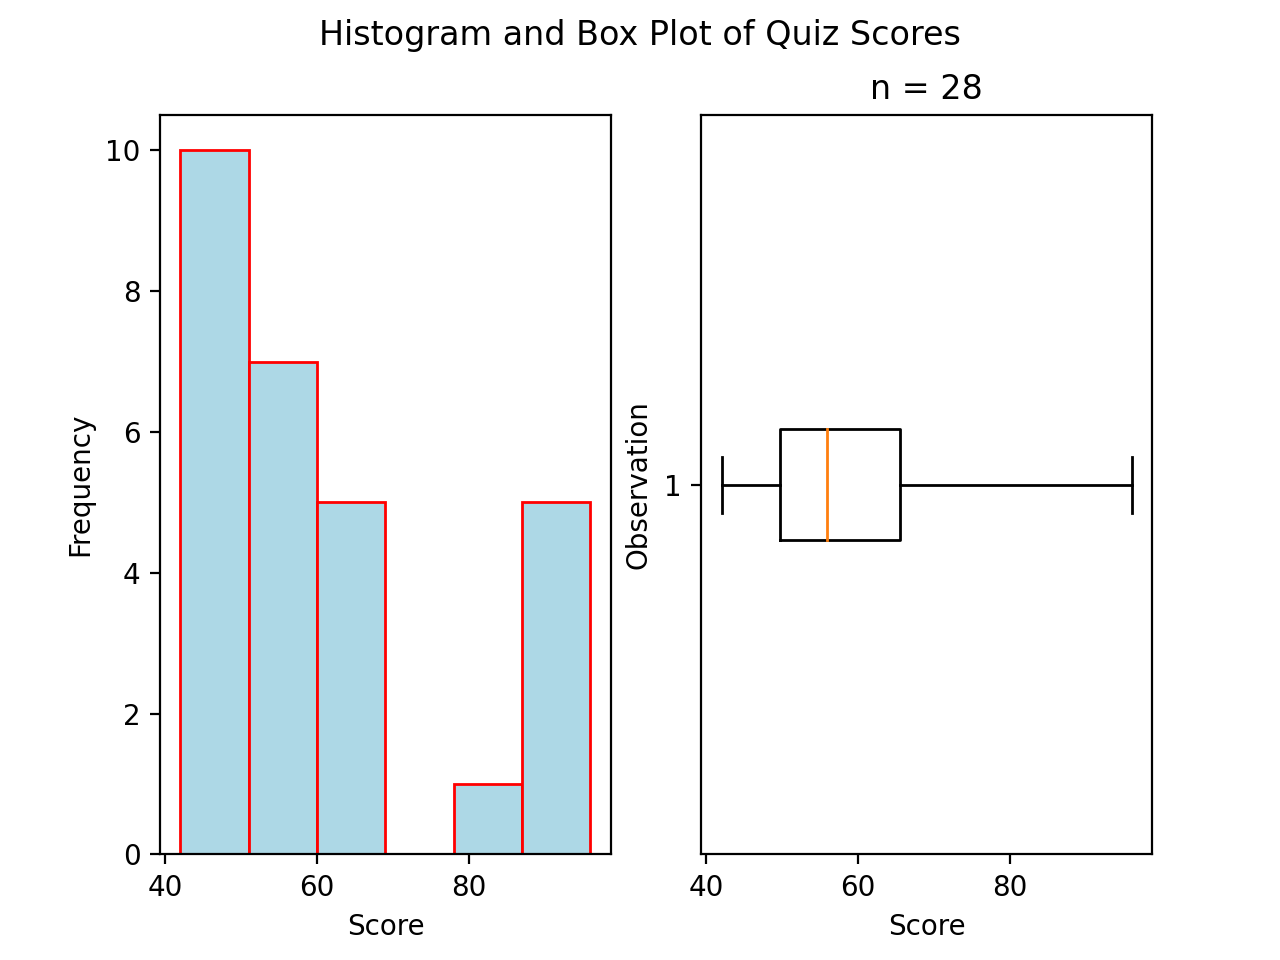 Histogram and Box Plot of Quiz Scores
Frequency
10
8
6
4
2
0
40 60 80
Score
n = 28
Observation
1
40 60 80
Score